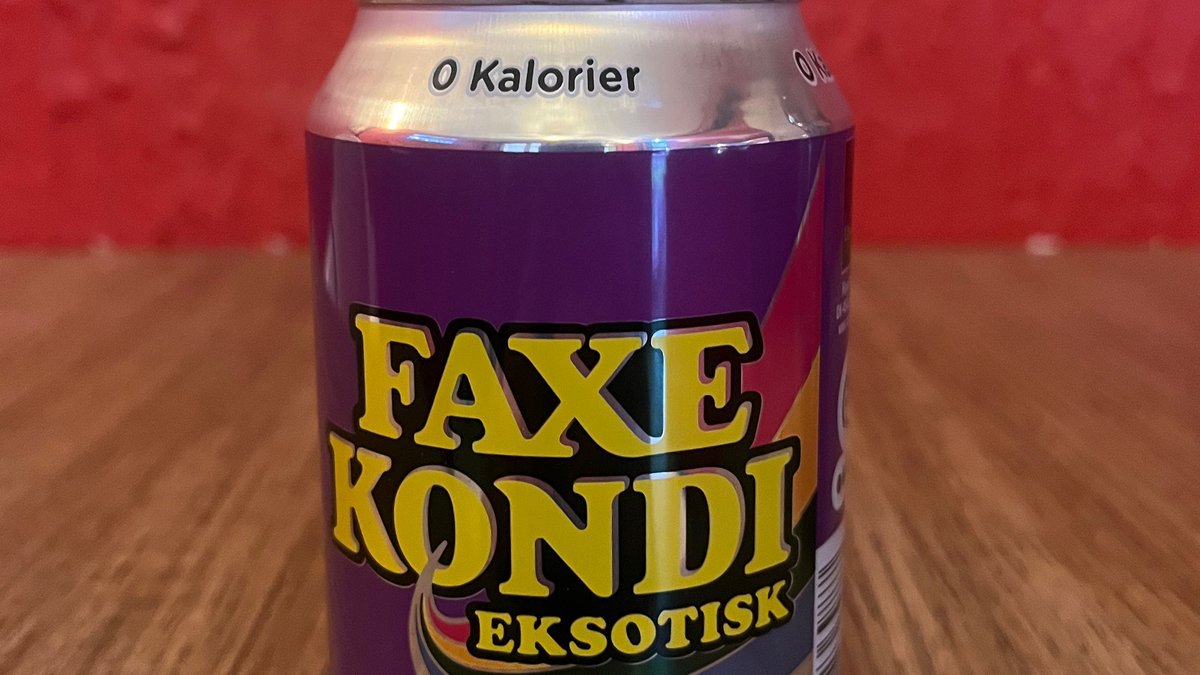 0 Kalorier
FAXE
KONDI
EKSOTISK